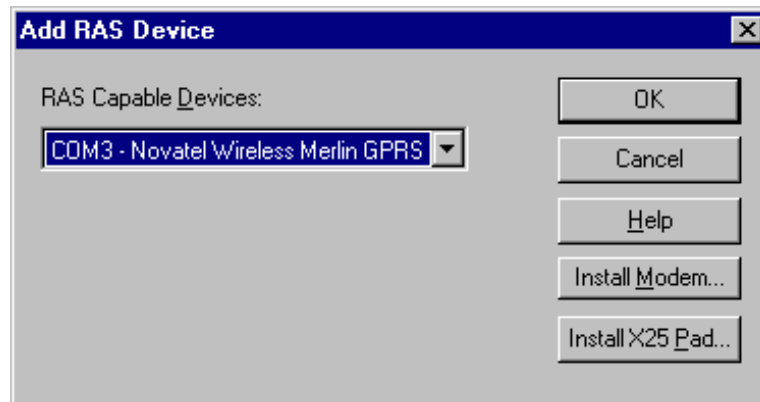 Add RAS Device
RAS Capable Devices:
COM3 - Novatel Wireless Merlin GPRS
OK
Cancel
Help
Install Modem...
Install X25 Pad...